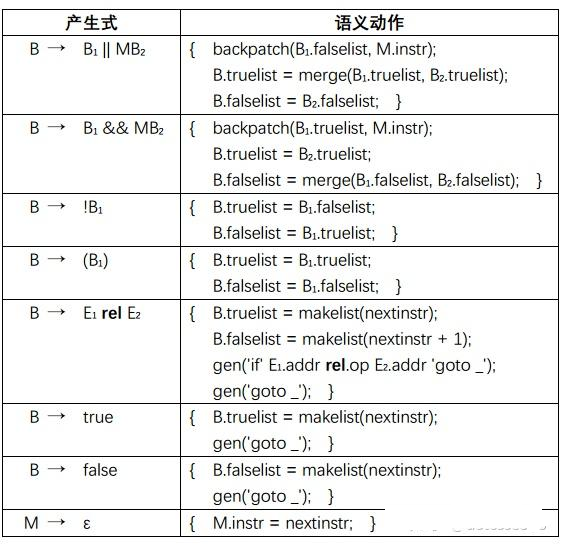 产生式 语义动作
B → B₁ || MB₂ { backpatch(B₁.falselist, M.instr);
B.truelist = merge(B₁.truelist, B₂.truelist);
B.falselist = B₂.falselist; }
B → B₁ && MB₂ { backpatch(B₁.truelist, M.instr);
B.truelist = B₂.truelist;
B.falselist = merge(B₁.falselist, B₂.falselist); }
B → !B₁ { B.truelist = B₁.falselist;
B.falselist = B₁.truelist; }
B → (B₁) { B.truelist = B₁.truelist;
B.falselist = B₁.falselist; }
B → E₁ rel E₂ { B.truelist = makelist(nextinstr);
B.falselist = makelist(nextinstr + 1);
gen('if' E₁.addr rel.op E₂.addr 'goto _');
gen('goto _'); }
B → true { B.truelist = makelist(nextinstr);
gen('goto _'); }
B → false { B.falselist = makelist(nextinstr);
gen('goto _'); }
M → ε { M.instr = nextinstr; }